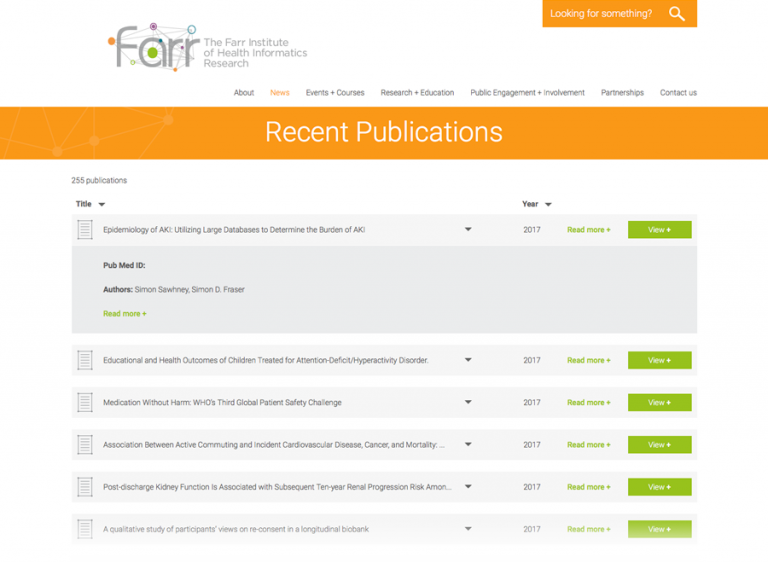 Looking for something?
Farr
The Farr Institute
of Health Informatics
Research
About News Events + Courses Research + Education Public Engagement + Involvement Partnerships Contact us
Recent Publications
255 publications
Title Year
Epidemiology of AKI: Utilizing Large Databases to Determine the Burden of AKI 2017 Read more + View +
Pub Med ID:
Authors: Simon Sawhney, Simon D. Fraser
Read more +
Educational and Health Outcomes of Children Treated for Attention-Deficit/Hyperactivity Disorder. 2017 Read more + View +
Medication Without Harm: WHO's Third Global Patient Safety Challenge 2017 Read more + View +
Association Between Active Commuting and Incident Cardiovascular Disease, Cancer, and Mortality: ... 2017 Read more + View +
Post-discharge Kidney Function Is Associated with Subsequent Ten-year Renal Progression Risk Amon... 2017 Read more + View +
A qualitative study of participants' views on re-consent in a longitudinal biobank 2017 Read more + View +